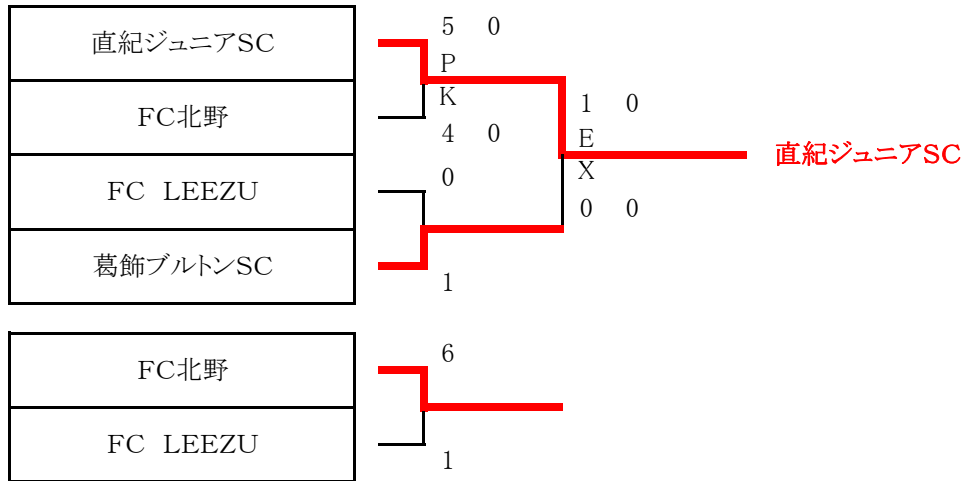 直紀ジュニアSC
FC北野
FC　LEEZU
葛飾ブルトンSC
5　0
P
K
4　0
0
1
1　0
E
X
0　0
直紀ジュニアSC
FC北野
FC　LEEZU
6
1